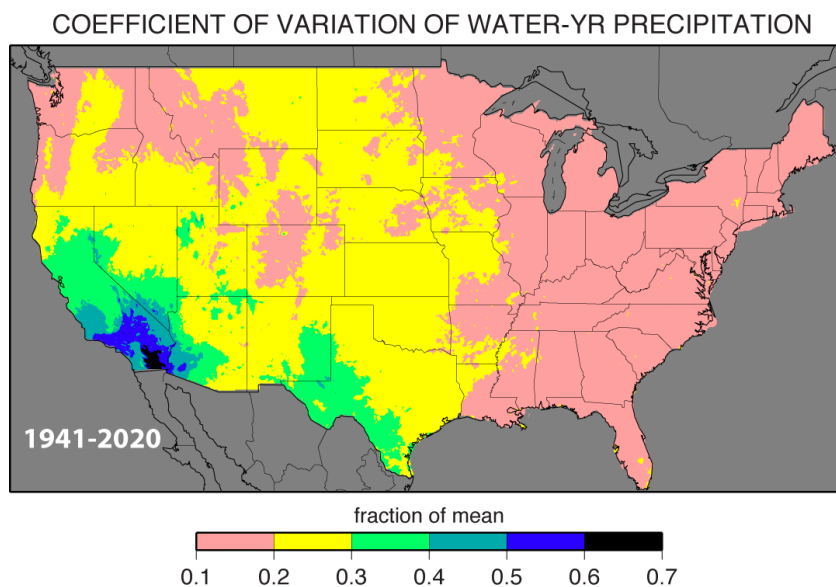 COEFFICIENT OF VARIATION OF WATER-YR PRECIPITATION
1941-2020
fraction of mean
0.1 0.2 0.3 0.4 0.5 0.6 0.7